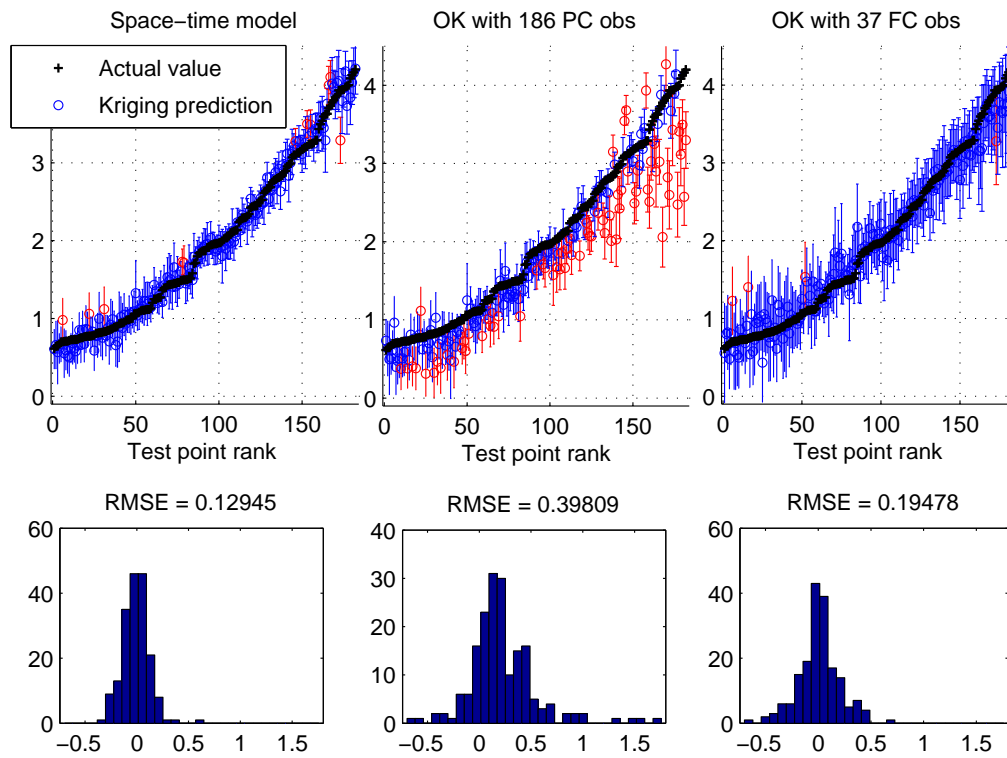 Space−time model
OK with 186 PC obs
OK with 37 FC obs
+ Actual value
Kriging prediction
4
3
2
1
0
0 50 100 150
Test point rank
4
3
2
1
0
0 50 100 150
Test point rank
4
3
2
1
0
0 50 100 150
Test point rank
RMSE = 0.12945
60
40
20
0
−0.5 0 0.5 1 1.5
RMSE = 0.39809
40
30
20
10
0
−0.5 0 0.5 1 1.5
RMSE = 0.19478
60
40
20
0
−0.5 0 0.5 1 1.5